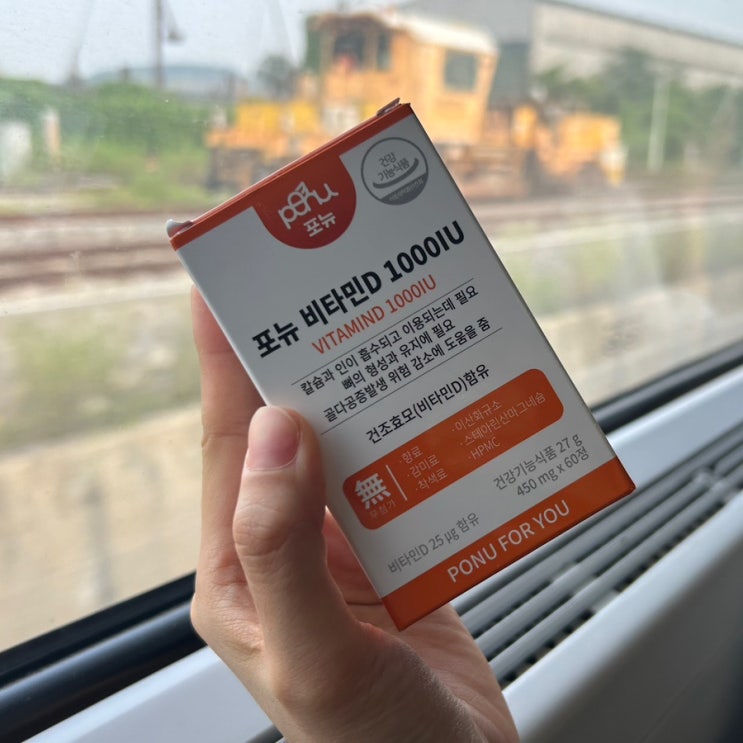 ponu
포뉴
건강
기능식품
포뉴 비타민D 1000IU
VITAMIND 1000IU
칼슘과 인이 흡수되고 이용되는데 필요
뼈의 형성과 유지에 필요
골다공증발생 위험 감소에 도움을 줌
건조효모(비타민D)함유
無
무첨가
·향료
·감미료
·착색료
·이산화규소
·스테아린산마그네슘
·HPMC
비타민D 25 µg 함유
건강기능식품 27 g
450 mg x 60정
PONU FOR YOU